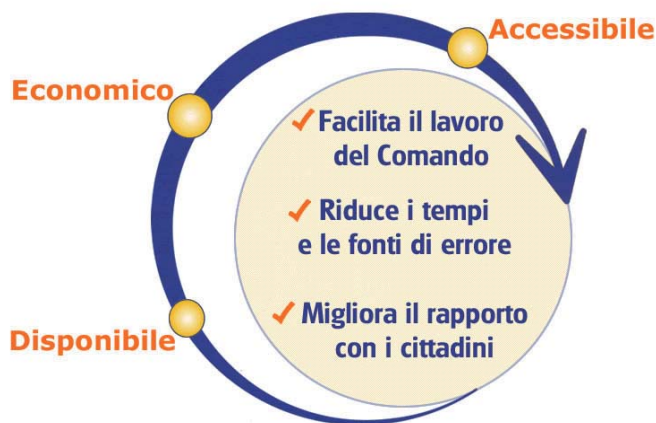 Accessibile
Economico
✓ Facilita il lavoro
del Comando
✓ Riduce i tempi
e le fonti di errore
✓ Migliora il rapporto
con i cittadini
Disponibile